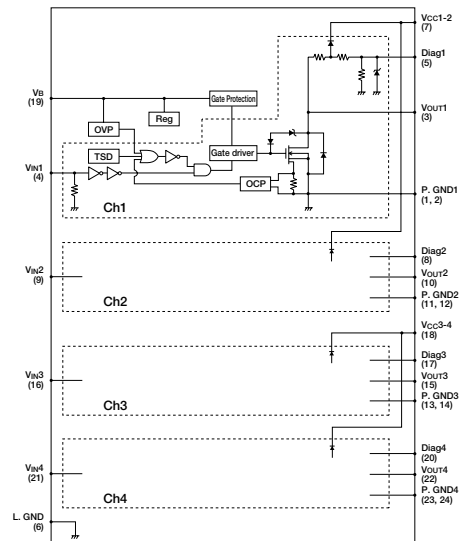 VCC1-2
(7)
Diag1
(5)
VB
(19)
Gate Protection
Reg
OVP
VOUT1
(3)
TSD
Gate driver
VIN1
(4)
OCP
P. GND1
(1, 2)
Ch1
Diag2
(8)
VIN2
(9)
VOUT2
(10)
P. GND2
(11, 12)
Ch2
VCC3-4
(18)
Diag3
(17)
VIN3
(16)
VOUT3
(15)
P. GND3
(13, 14)
Ch3
Diag4
(20)
VIN4
(21)
VOUT4
(22)
P. GND4
(23, 24)
Ch4
L. GND
(6)